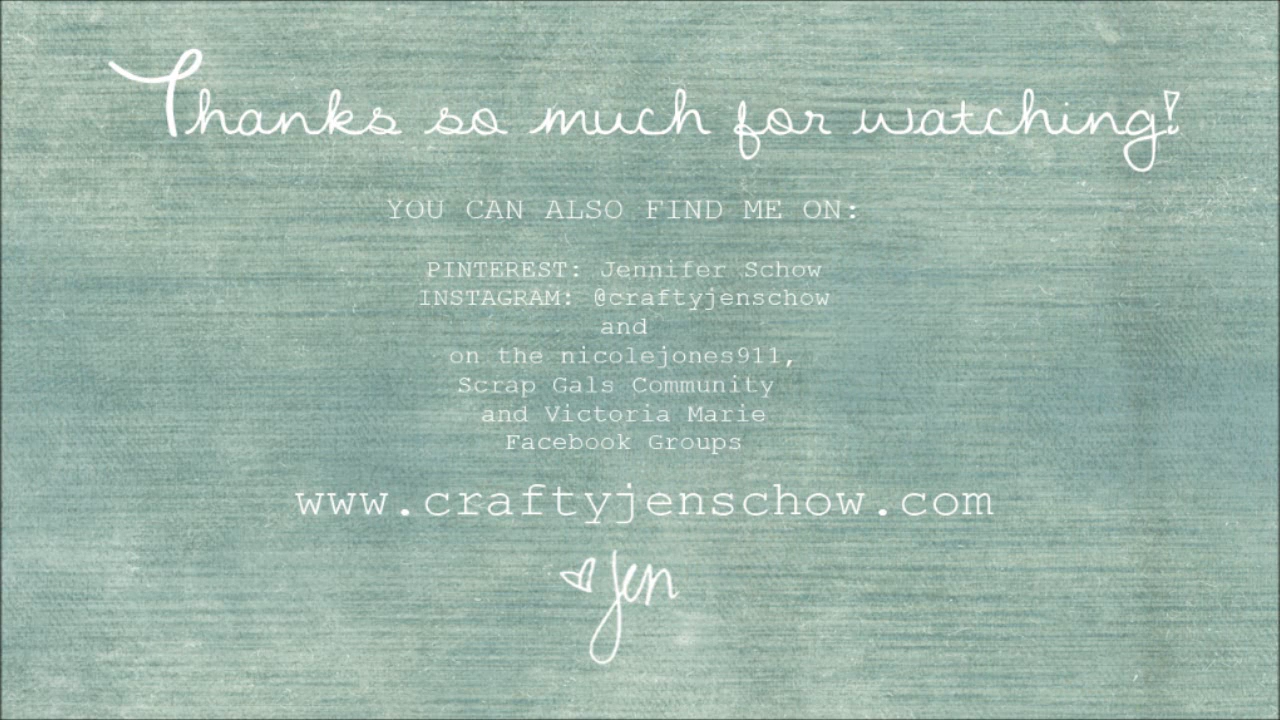 Thanks so much for watching!
YOU CAN ALSO FIND ME ON:
PINTEREST: Jennifer Schow
INSTAGRAM: @craftyjenschow
and
on the nicolejones911,
Scrap Gals Community
and Victoria Marie
Facebook Groups
www.craftyjenschow.com
Jen